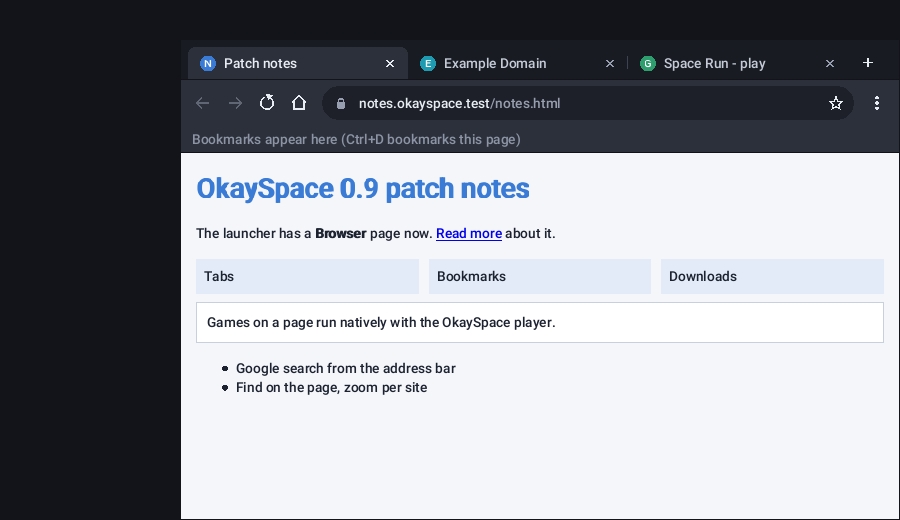 N Patch notes E Example Domain G Space Run - play
notes.okayspace.test/notes.html
Bookmarks appear here (Ctrl+D bookmarks this page)
OkaySpace 0.9 patch notes
The launcher has a Browser page now. Read more about it.
Tabs Bookmarks Downloads
Games on a page run natively with the OkaySpace player.
Google search from the address bar
Find on the page, zoom per site